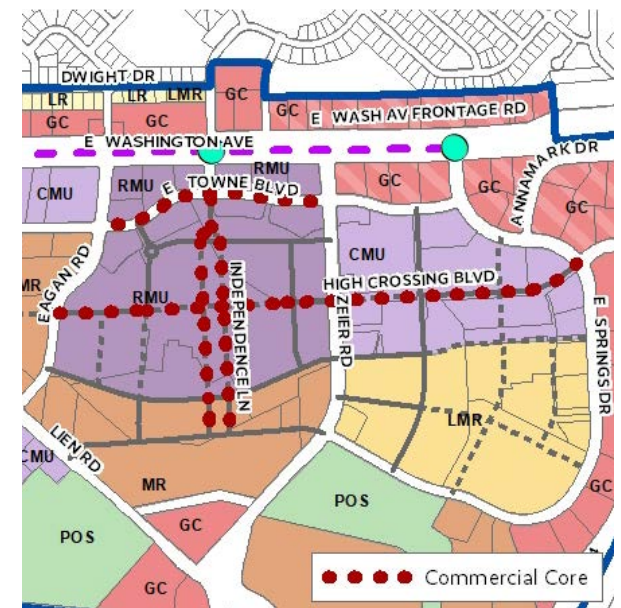 DWIGHT DR
LR
LR
LMR
GC
GC
GC
GC
E WASH AV FRONTAGE RD
E WASHINGTON AVE
ANNAMARK DR
CMU
RMU
E TOWNE BLVD
RMU
GC
GC
GC
EAGAN RD
MR
RMU
INDEPENDENCE LN
CMU
HIGH CROSSING BLVD
ZEIER RD
E SPRINGS DR
LMR
LIEN RD
CMU
MR
GC
POS
POS
GC
GC
Commercial Core